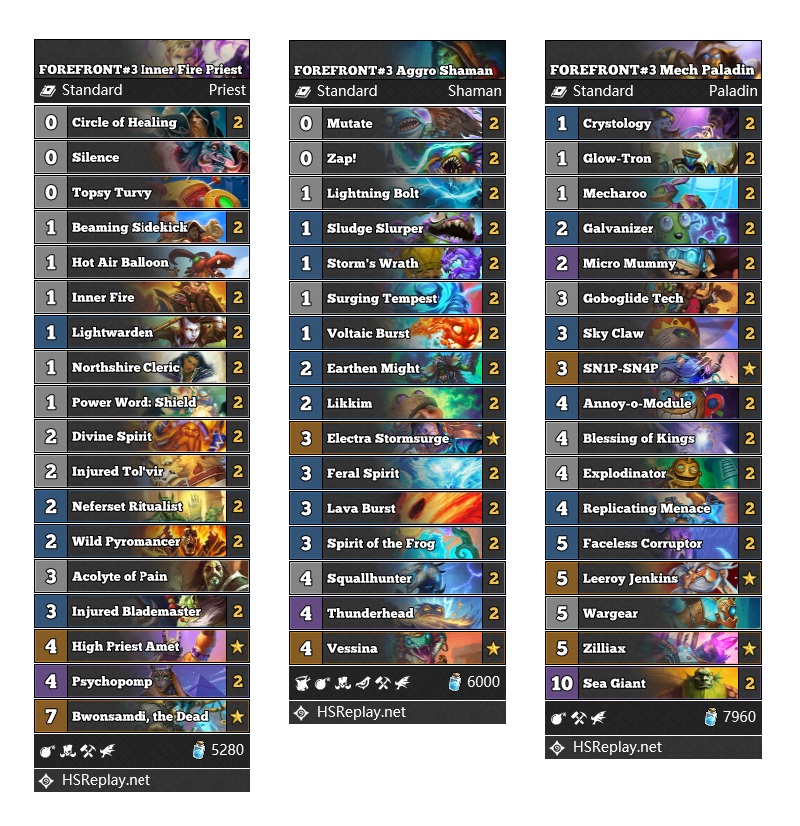 FOREFRONT#3 Inner Fire Priest
Standard Priest
0 Circle of Healing 2
0 Silence
0 Topsy Turvy
1 Beaming Sidekick 2
1 Hot Air Balloon
1 Inner Fire 2
1 Lightwarden 2
1 Northshire Cleric 2
1 Power Word: Shield 2
2 Divine Spirit 2
2 Injured Tol'vir 2
2 Neferset Ritualist 2
2 Wild Pyromancer 2
3 Acolyte of Pain
3 Injured Blademaster 2
4 High Priest Amet
4 Psychopomp 2
7 Bwonsamdi, the Dead
5280
HSReplay.net
FOREFRONT#3 Aggro Shaman
Standard Shaman
0 Mutate 2
0 Zap! 2
1 Lightning Bolt 2
1 Sludge Slurper 2
1 Storm's Wrath 2
1 Surging Tempest 2
1 Voltaic Burst 2
2 Earthen Might 2
2 Likkim 2
3 Electra Stormsurge
3 Feral Spirit 2
3 Lava Burst 2
3 Spirit of the Frog 2
4 Squallhunter 2
4 Thunderhead 2
4 Vessina
6000
HSReplay.net
FOREFRONT#3 Mech Paladin
Standard Paladin
1 Crystology 2
1 Glow-Tron 2
1 Mecharoo 2
2 Galvanizer 2
2 Micro Mummy 2
3 Goboglide Tech 2
3 Sky Claw 2
3 SN1P-SN4P
4 Annoy-o-Module 2
4 Blessing of Kings 2
4 Explodinator 2
4 Replicating Menace 2
5 Faceless Corruptor 2
5 Leeroy Jenkins
5 Wargear
5 Zilliax
10 Sea Giant 2
7960
HSReplay.net